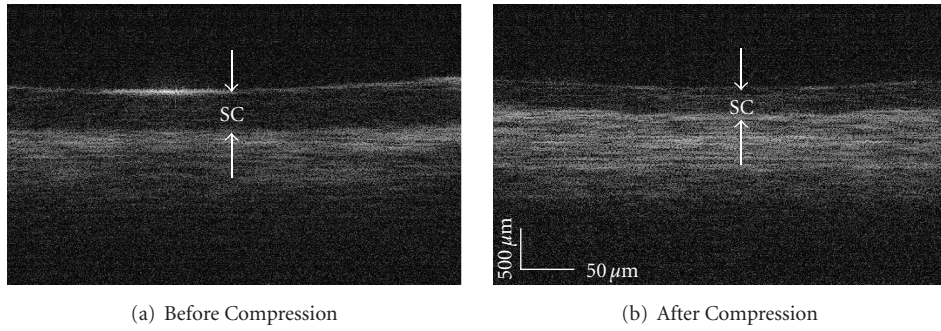 SC
SC
500 μm
50 μm
(a) Before Compression
(b) After Compression